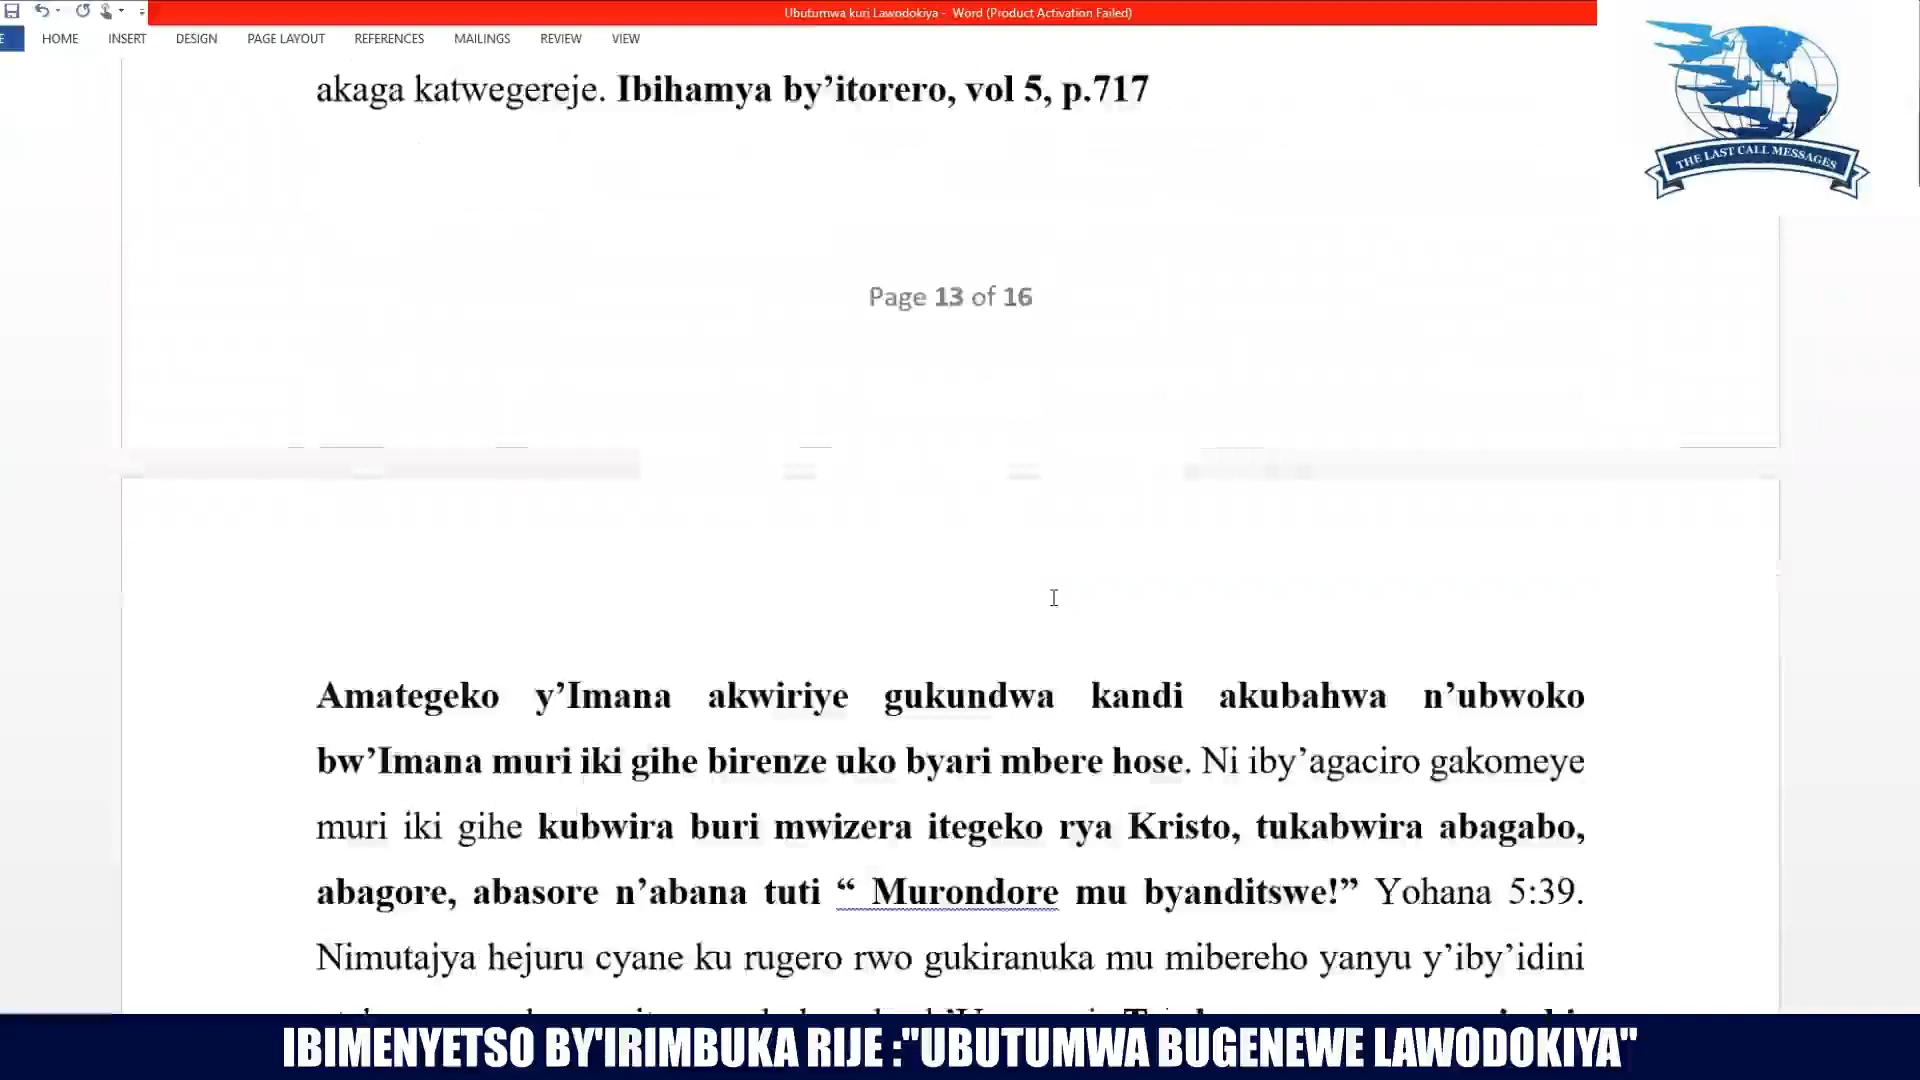 Ubutumwa kuri Lawodokiya - Word (Product Activation Failed)
HOME INSERT DESIGN PAGE LAYOUT REFERENCES MAILINGS REVIEW VIEW
THE LAST CALL MESSAGES
akaga katwegereje. Ibihamya by’itorero, vol 5, p.717
Page 13 of 16
Amategeko y’Imana akwiriye gukundwa kandi akubahwa n’ubwoko
bw’Imana muri iki gihe birenze uko byari mbere hose. Ni iby’agaciro gakomeye
muri iki gihe kubwira buri mwizera itegeko rya Kristo, tukabwira abagabo,
abagore, abasore n’abana tuti “ Murondore mu byanditswe!” Yohana 5:39.
Nimutajya hejuru cyane ku rugero rwo gukiranuka mu mibereho yanyu y’iby’idini
IBIMENYETSO BY'IRIMBUKA RIJE :"UBUTUMWA BUGENEWE LAWODOKIYA"